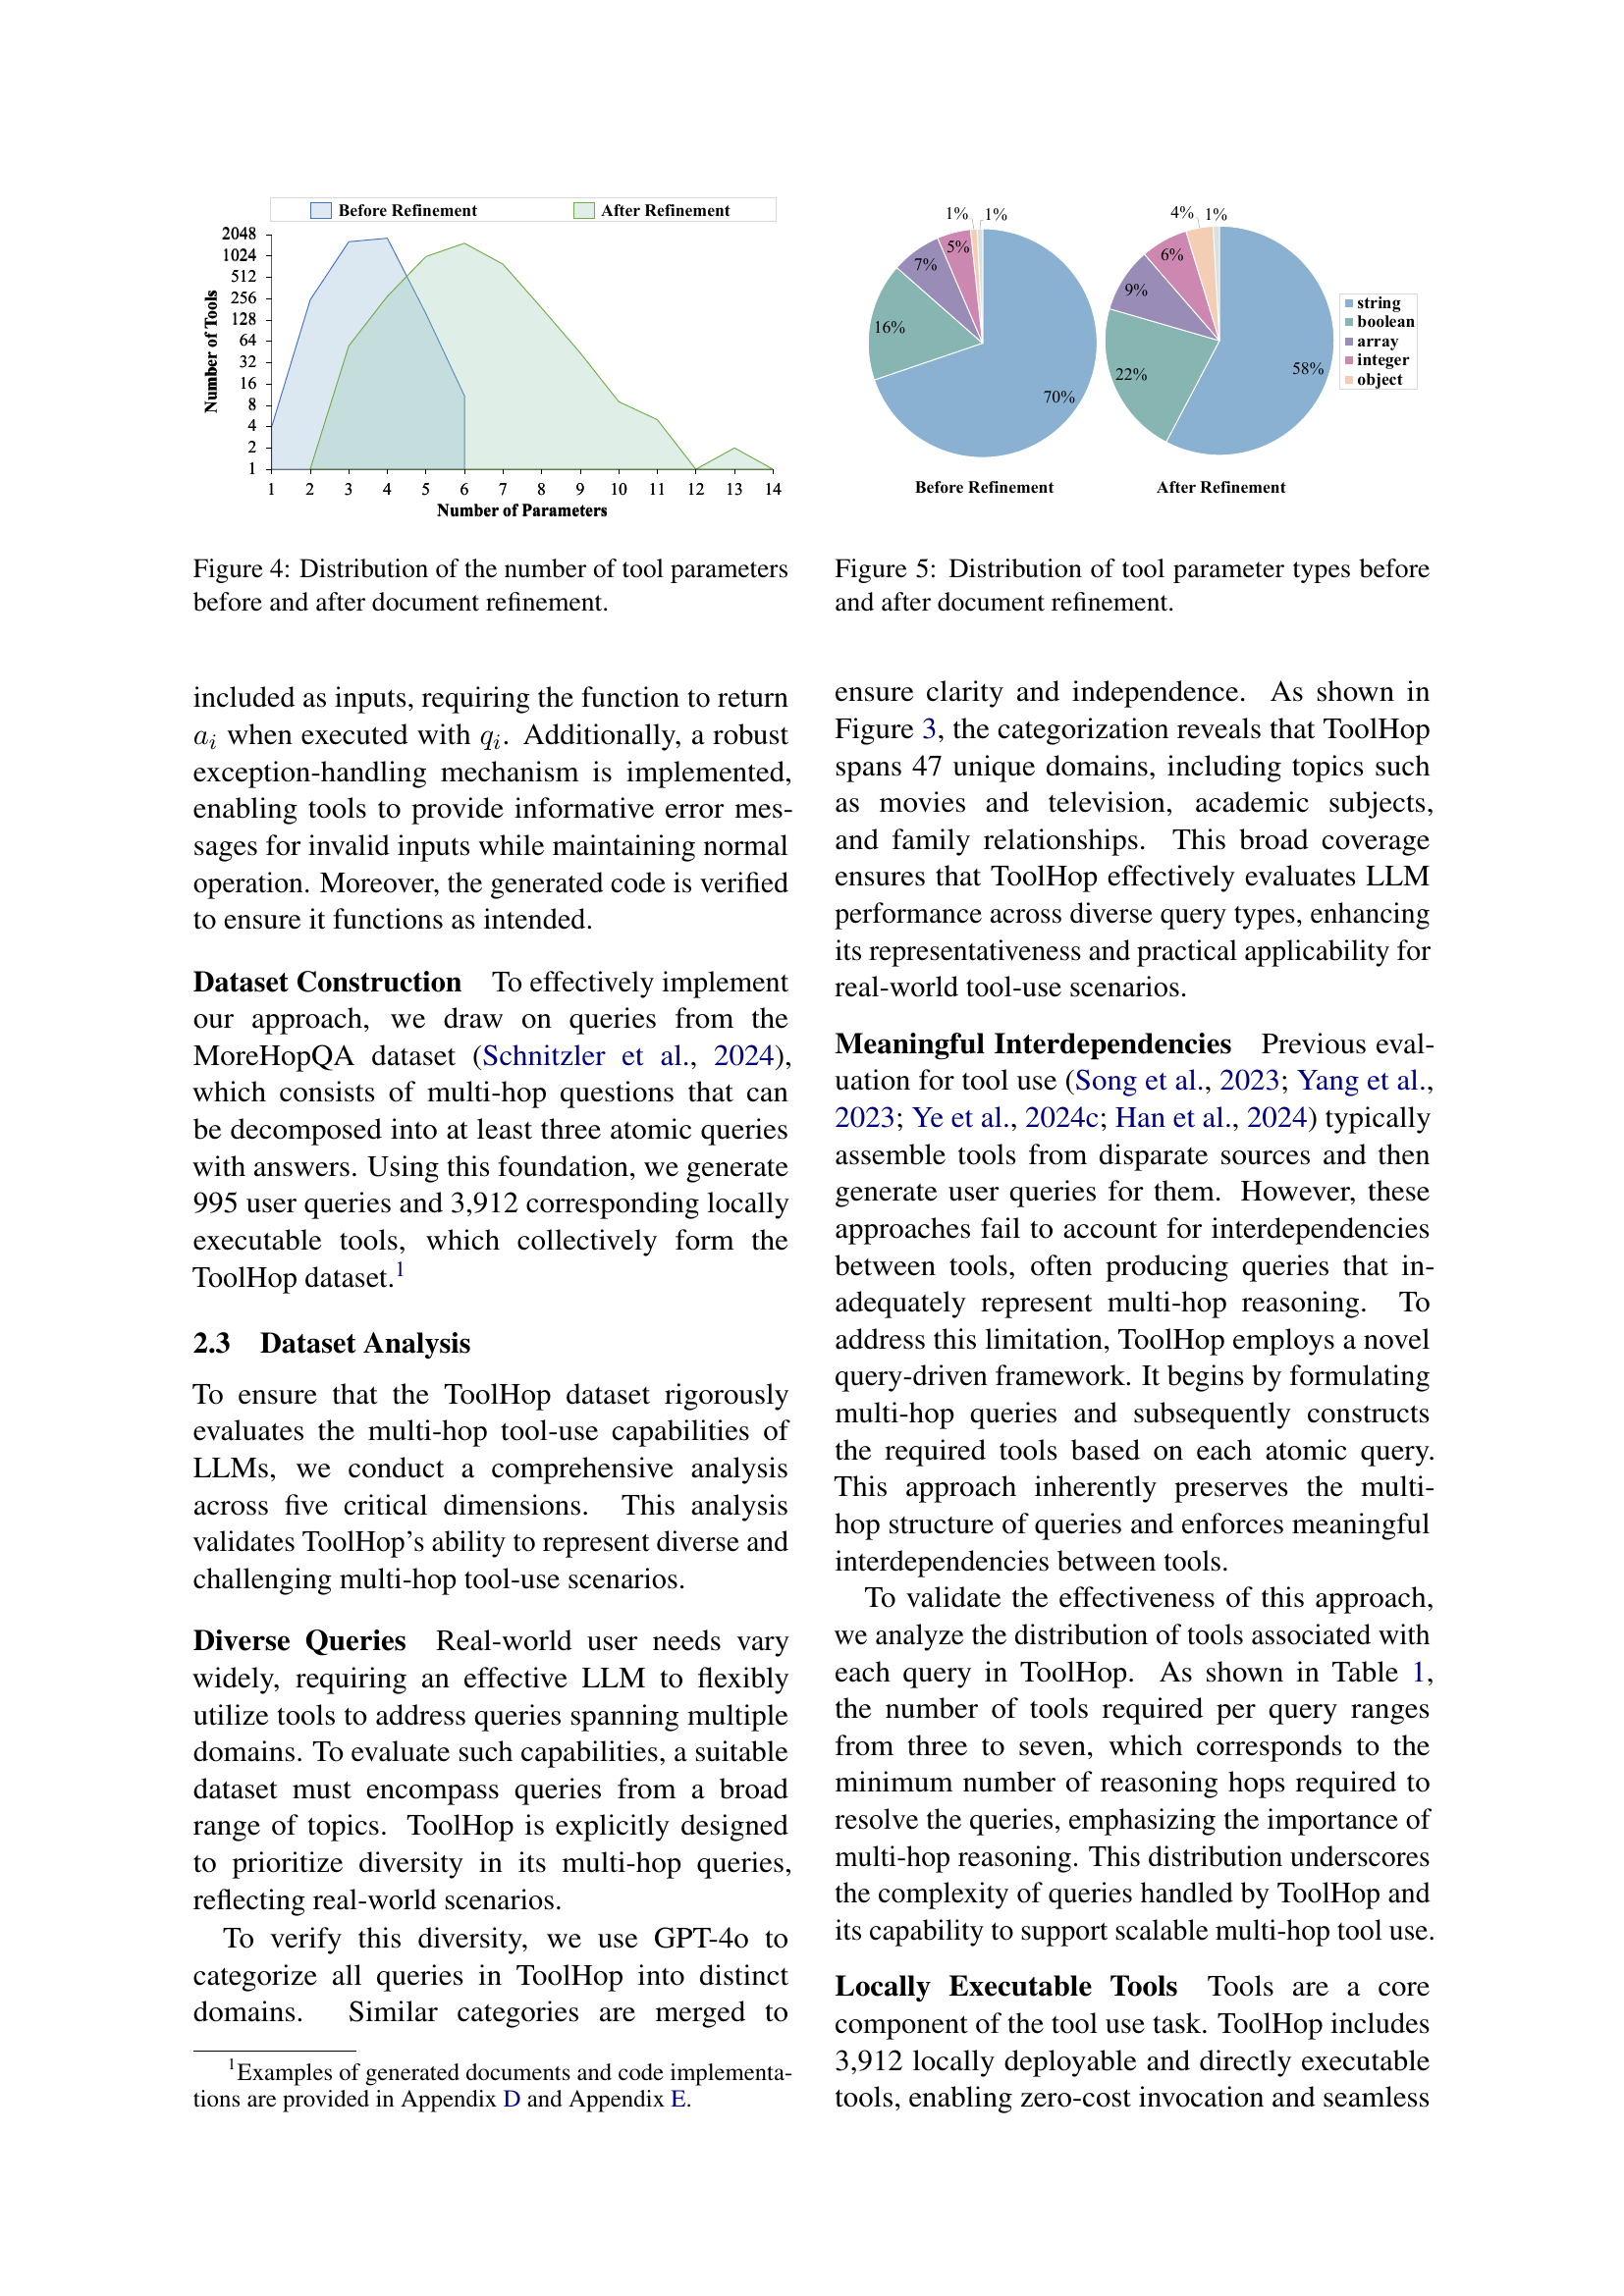 Before Refinement
After Refinement
2048
1024
512
256
128
64
32
16
8
4
2
1
Number of Tools
1 2 3 4 5 6 7 8 9 10 11 12 13 14
Number of Parameters
Figure 4: Distribution of the number of tool parameters
before and after document refinement.
1% 1%
5%
7%
16%
70%
Before Refinement
4% 1%
6%
9%
22%
58%
After Refinement
string
boolean
array
integer
object
Figure 5: Distribution of tool parameter types before
and after document refinement.
included as inputs, requiring the function to return
a_i when executed with q_i. Additionally, a robust
exception-handling mechanism is implemented,
enabling tools to provide informative error mes-
sages for invalid inputs while maintaining normal
operation. Moreover, the generated code is verified
to ensure it functions as intended.
Dataset Construction To effectively implement
our approach, we draw on queries from the
MoreHopQA dataset (Schnitzler et al., 2024),
which consists of multi-hop questions that can
be decomposed into at least three atomic queries
with answers. Using this foundation, we generate
995 user queries and 3,912 corresponding locally
executable tools, which collectively form the
ToolHop dataset.1
2.3 Dataset Analysis
To ensure that the ToolHop dataset rigorously
evaluates the multi-hop tool-use capabilities of
LLMs, we conduct a comprehensive analysis
across five critical dimensions. This analysis
validates ToolHop's ability to represent diverse and
challenging multi-hop tool-use scenarios.
Diverse Queries Real-world user needs vary
widely, requiring an effective LLM to flexibly
utilize tools to address queries spanning multiple
domains. To evaluate such capabilities, a suitable
dataset must encompass queries from a broad
range of topics. ToolHop is explicitly designed
to prioritize diversity in its multi-hop queries,
reflecting real-world scenarios.
To verify this diversity, we use GPT-4o to
categorize all queries in ToolHop into distinct
domains. Similar categories are merged to
1Examples of generated documents and code implementa-
tions are provided in Appendix D and Appendix E.
ensure clarity and independence. As shown in
Figure 3, the categorization reveals that ToolHop
spans 47 unique domains, including topics such
as movies and television, academic subjects,
and family relationships. This broad coverage
ensures that ToolHop effectively evaluates LLM
performance across diverse query types, enhancing
its representativeness and practical applicability for
real-world tool-use scenarios.
Meaningful Interdependencies Previous eval-
uation for tool use (Song et al., 2023; Yang et al.,
2023; Ye et al., 2024c; Han et al., 2024) typically
assemble tools from disparate sources and then
generate user queries for them. However, these
approaches fail to account for interdependencies
between tools, often producing queries that in-
adequately represent multi-hop reasoning. To
address this limitation, ToolHop employs a novel
query-driven framework. It begins by formulating
multi-hop queries and subsequently constructs
the required tools based on each atomic query.
This approach inherently preserves the multi-
hop structure of queries and enforces meaningful
interdependencies between tools.
To validate the effectiveness of this approach,
we analyze the distribution of tools associated with
each query in ToolHop. As shown in Table 1,
the number of tools required per query ranges
from three to seven, which corresponds to the
minimum number of reasoning hops required to
resolve the queries, emphasizing the importance of
multi-hop reasoning. This distribution underscores
the complexity of queries handled by ToolHop and
its capability to support scalable multi-hop tool use.
Locally Executable Tools Tools are a core
component of the tool use task. ToolHop includes
3,912 locally deployable and directly executable
tools, enabling zero-cost invocation and seamless